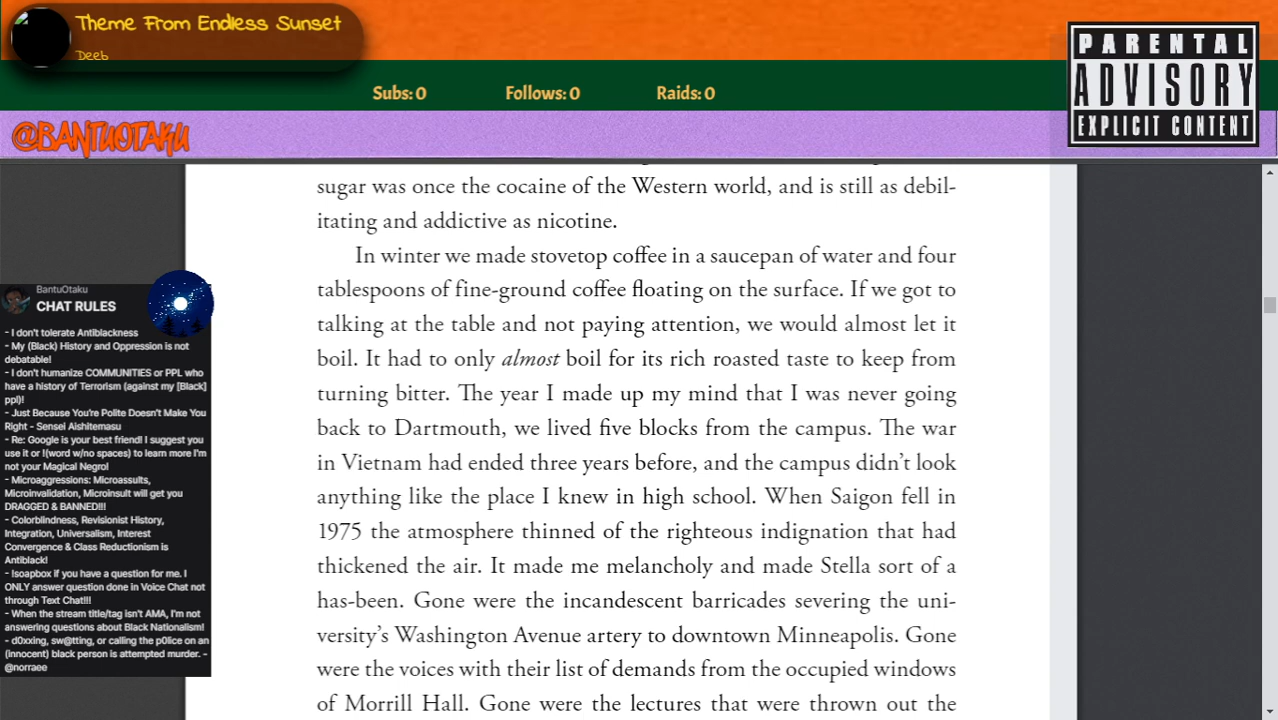 Theme From Endless Sunset
Deeb
PARENTAL
ADVISORY
EXPLICIT CONTENT
Subs: 0
Follows: 0
Raids: 0
@BANTUOTAKU
sugar was once the cocaine of the Western world, and is still as debil-
itating and addictive as nicotine.
In winter we made stovetop coffee in a saucepan of water and four
tablespoons of fine-ground coffee floating on the surface. If we got to
talking at the table and not paying attention, we would almost let it
boil. It had to only almost boil for its rich roasted taste to keep from
turning bitter. The year I made up my mind that I was never going
back to Dartmouth, we lived five blocks from the campus. The war
in Vietnam had ended three years before, and the campus didn't look
anything like the place I knew in high school. When Saigon fell in
1975 the atmosphere thinned of the righteous indignation that had
thickened the air. It made me melancholy and made Stella sort of a
has-been. Gone were the incandescent barricades severing the uni-
versity's Washington Avenue artery to downtown Minneapolis. Gone
were the voices with their list of demands from the occupied windows
of Morrill Hall. Gone were the lectures that were thrown out the
BantuOtaku
CHAT RULES
- I don't tolerate Antiblackness
- My (Black) History and Oppression is not
debatable!
- I don't humanize COMMUNITIES or PPL who
have a history of Terrorism (against my [Black]
ppl)!
- Just Because You're Polite Doesn't Make You
Right - Sensei Aishitemasu
- Re: Google is your best friend! I suggest you
use it or !(word w/no spaces) to learn more I'm
not your Magical Negro!
- Microaggressions: Microassults,
Microinvalidation, Microinsult will get you
DRAGGED & BANNED!!!
- Colorblindness, Revisionist History,
Integration, Universalism, Interest
Convergence & Class Reductionism is
Antiblack!
- !soapbox if you have a question for me. I
ONLY answer question done in Voice Chat not
through Text Chat!!!
- When the stream title/tag isn't AMA, I'm not
answering questions about Black Nationalism!
- d0xxing, sw@tting, or calling the p0lice on an
(innocent) black person is attempted murder. -
@norraee